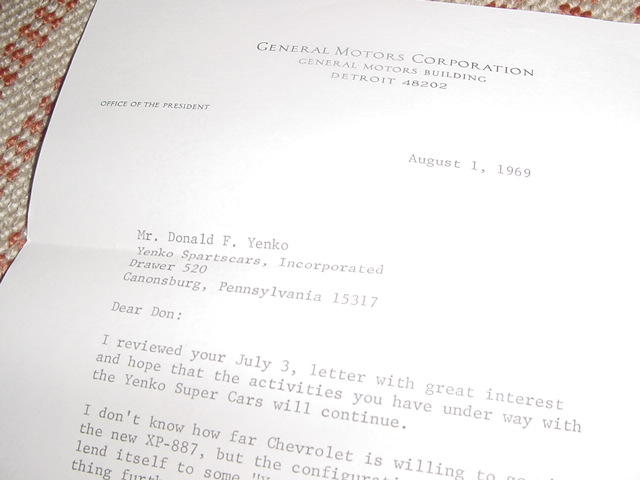 GENERAL MOTORS CORPORATION
GENERAL MOTORS BUILDING
DETROIT 48202
OFFICE OF THE PRESIDENT
August 1, 1969
Mr. Donald F. Yenko
Yenko Spartscars, Incorporated
Drawer 520
Canonsburg, Pennsylvania 15317
Dear Don:
I reviewed your July 3, letter with great interest
and hope that the activities you have under way with
the Yenko Super Cars will continue.
I don't know how far Chevrolet is willing to
the new XP-887, but the
lend itself to some
thing